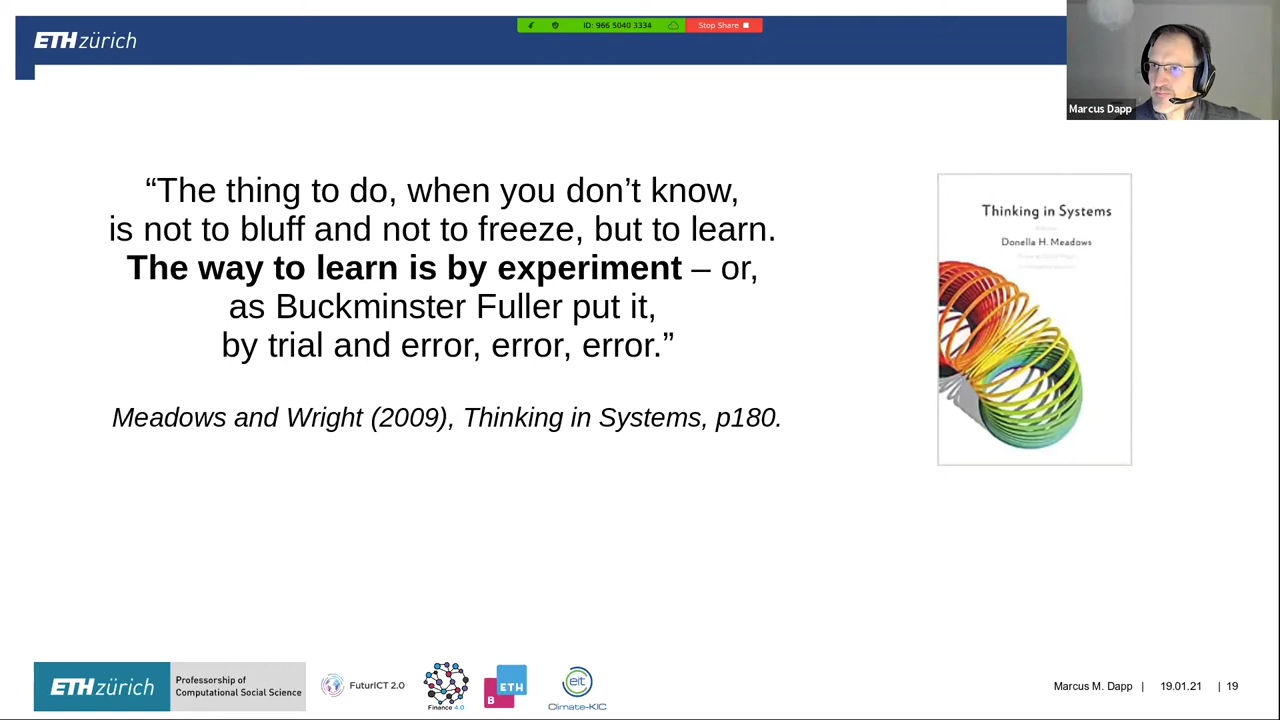 ETH zürich
ID: 966 5040 3334
Stop Share
Marcus Dapp
“The thing to do, when you don’t know,
is not to bluff and not to freeze, but to learn.
The way to learn is by experiment – or,
as Buckminster Fuller put it,
by trial and error, error, error.”
Meadows and Wright (2009), Thinking in Systems, p180.
Thinking in Systems
Donella H. Meadows
ETH zürich
Professorship of
Computational Social Science
FuturICT 2.0
Finance 4.0
B
ETH
eit
Climate-KIC
Marcus M. Dapp | 19.01.21 | 19